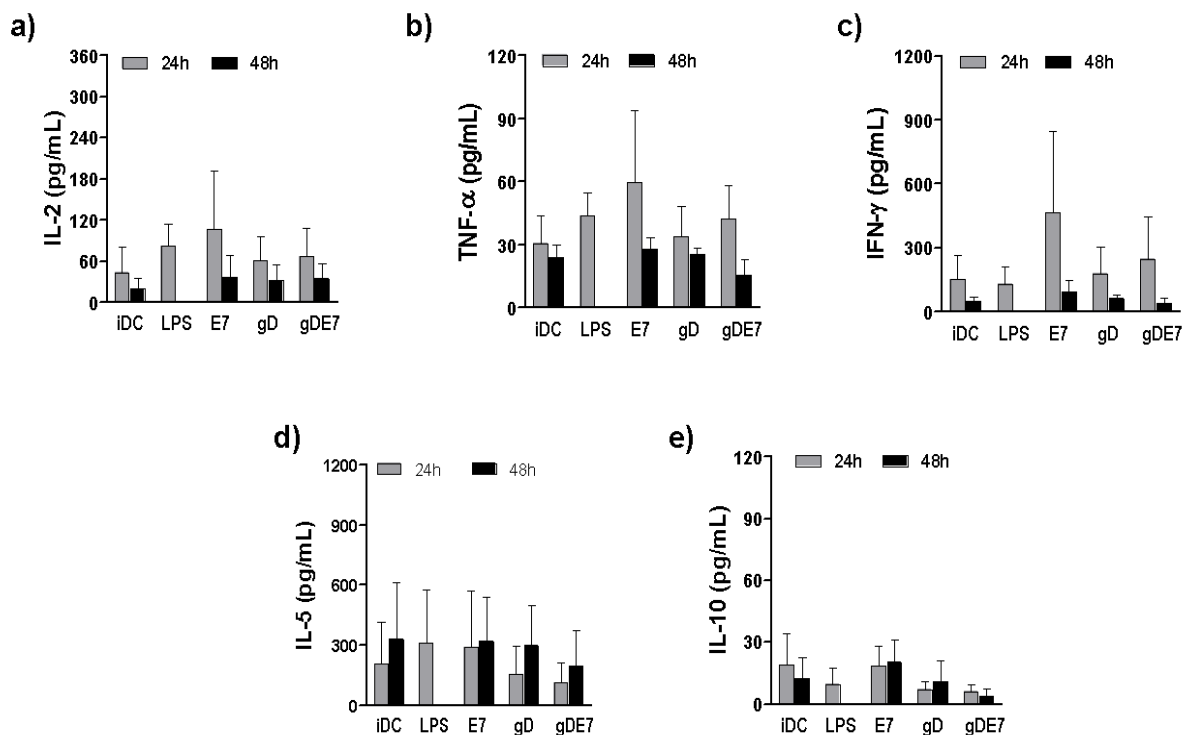 a)
IL-2 (pg/mL)
360
300
240
180
120
60
0
24h 48h
iDC LPS E7 gD gDE7
b)
TNF-α (pg/mL)
120
90
60
30
0
24h 48h
iDC LPS E7 gD gDE7
c)
IFN-γ (pg/mL)
1200
900
600
300
0
24h 48h
iDC LPS E7 gD gDE7
d)
IL-5 (pg/mL)
1200
900
600
300
0
24h 48h
iDC LPS E7 gD gDE7
e)
IL-10 (pg/mL)
120
90
60
30
0
24h 48h
iDC LPS E7 gD gDE7